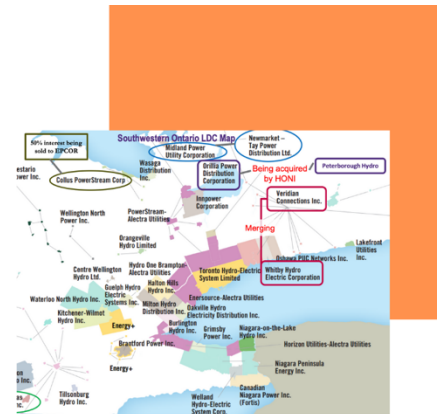 50% interest being
sold to EPCOR
Collus PowerStream Corp
Southwestern Ontario LDC Map
Midland Power
Utility Corporation
Newmarket –
Tay Power
Distribution Ltd.
Wasaga
Distribution
Inc.
Orillia Power
Distribution
Corporation
Being acquired
by HONI
Peterborough Hydro
Innpower
Corporation
Veridian
Connections Inc.
Wellington North
Power Inc.
PowerStream-
Alectra Utilities
Orangeville
Hydro Limited
Merging
Lakefront
Utilities
Inc.
Oshawa PUC Networks Inc.
Whitby Hydro
Electric Corporation
Hydro One Brampton-
Alectra Utilities
Toronto Hydro-Electric
System Limited
Centre Wellington
Hydro Ltd.
Halton Hills
Hydro Inc.
Guelph Hydro
Electric
Systems Inc.
Enersource-Alectra Utilities
Waterloo North Hydro Inc.
Milton Hydro
Distribution Inc.
Oakville Hydro
Electricity Distribution Inc.
Kitchener-Wilmot
Hydro Inc.
Energy+
Burlington
Hydro Inc.
Grimsby
Power Inc.
Niagara-on-the-Lake
Hydro Inc.
Brantford Power Inc.
Horizon Utilities-Alectra Utilities
Energy+
Niagara Peninsula
Energy Inc.
Tillsonburg
Hydro Inc.
Canadian
Niagara Power Inc.
(Fortis)
Welland
Hydro-Electric
System Corp.